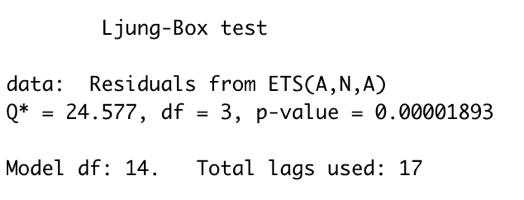 Ljung-Box test
data:  Residuals from ETS(A,N,A)
Q* = 24.577, df = 3, p-value = 0.00001893
Model df: 14.   Total lags used: 17